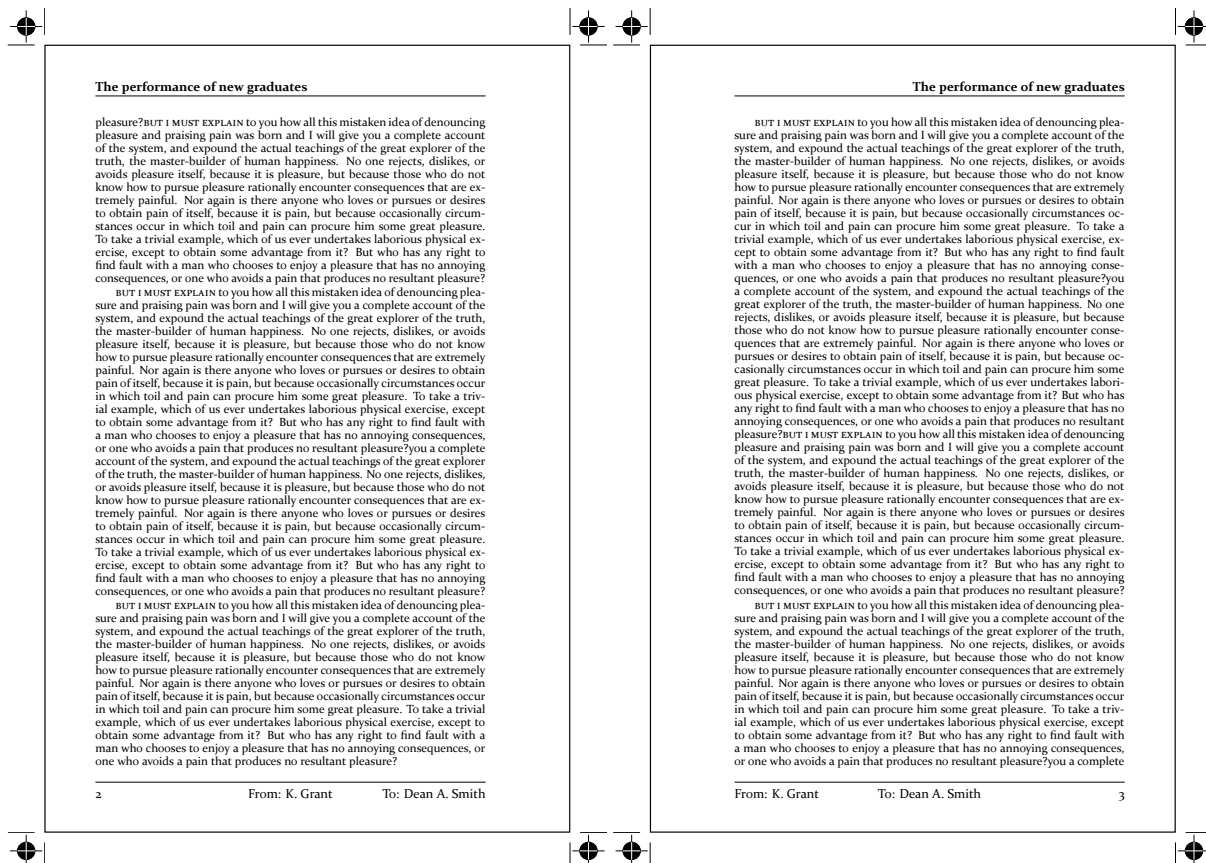 The performance of new graduates
pleasure?BUT I MUST EXPLAIN to you how all this mistaken idea of denouncing
pleasure and praising pain was born and I will give you a complete account
of the system, and expound the actual teachings of the great explorer of the
truth, the master-builder of human happiness. No one rejects, dislikes, or
avoids pleasure itself, because it is pleasure, but because those who do not
know how to pursue pleasure rationally encounter consequences that are ex-
tremely painful. Nor again is there anyone who loves or pursues or desires
to obtain pain of itself, because it is pain, but because occasionally circum-
stances occur in which toil and pain can procure him some great pleasure.
To take a trivial example, which of us ever undertakes laborious physical ex-
ercise, except to obtain some advantage from it? But who has any right to
find fault with a man who chooses to enjoy a pleasure that has no annoying
consequences, or one who avoids a pain that produces no resultant pleasure?
BUT I MUST EXPLAIN to you how all this mistaken idea of denouncing plea-
sure and praising pain was born and I will give you a complete account of the
system, and expound the actual teachings of the great explorer of the truth,
the master-builder of human happiness. No one rejects, dislikes, or avoids
pleasure itself, because it is pleasure, but because those who do not know
how to pursue pleasure rationally encounter consequences that are extremely
painful. Nor again is there anyone who loves or pursues or desires to obtain
pain of itself, because it is pain, but because occasionally circumstances occur
in which toil and pain can procure him some great pleasure. To take a triv-
ial example, which of us ever undertakes laborious physical exercise, except
to obtain some advantage from it? But who has any right to find fault with
a man who chooses to enjoy a pleasure that has no annoying consequences,
or one who avoids a pain that produces no resultant pleasure?you a complete
account of the system, and expound the actual teachings of the great explorer
of the truth, the master-builder of human happiness. No one rejects, dislikes,
or avoids pleasure itself, because it is pleasure, but because those who do not
know how to pursue pleasure rationally encounter consequences that are ex-
tremely painful. Nor again is there anyone who loves or pursues or desires
to obtain pain of itself, because it is pain, but because occasionally circum-
stances occur in which toil and pain can procure him some great pleasure.
To take a trivial example, which of us ever undertakes laborious physical ex-
ercise, except to obtain some advantage from it? But who has any right to
find fault with a man who chooses to enjoy a pleasure that has no annoying
consequences, or one who avoids a pain that produces no resultant pleasure?
BUT I MUST EXPLAIN to you how all this mistaken idea of denouncing plea-
sure and praising pain was born and I will give you a complete account of the
system, and expound the actual teachings of the great explorer of the truth,
the master-builder of human happiness. No one rejects, dislikes, or avoids
pleasure itself, because it is pleasure, but because those who do not know
how to pursue pleasure rationally encounter consequences that are extremely
painful. Nor again is there anyone who loves or pursues or desires to obtain
pain of itself, because it is pain, but because occasionally circumstances occur
in which toil and pain can procure him some great pleasure. To take a trivial
example, which of us ever undertakes laborious physical exercise, except to
obtain some advantage from it? But who has any right to find fault with a
man who chooses to enjoy a pleasure that has no annoying consequences, or
one who avoids a pain that produces no resultant pleasure?
2 From: K. Grant To: Dean A. Smith
The performance of new graduates
BUT I MUST EXPLAIN to you how all this mistaken idea of denouncing plea-
sure and praising pain was born and I will give you a complete account of the
system, and expound the actual teachings of the great explorer of the truth,
the master-builder of human happiness. No one rejects, dislikes, or avoids
pleasure itself, because it is pleasure, but because those who do not know
how to pursue pleasure rationally encounter consequences that are extremely
painful. Nor again is there anyone who loves or pursues or desires to obtain
pain of itself, because it is pain, but because occasionally circumstances oc-
cur in which toil and pain can procure him some great pleasure. To take a
trivial example, which of us ever undertakes laborious physical exercise, ex-
cept to obtain some advantage from it? But who has any right to find fault
with a man who chooses to enjoy a pleasure that has no annoying conse-
quences, or one who avoids a pain that produces no resultant pleasure?you
a complete account of the system, and expound the actual teachings of the
great explorer of the truth, the master-builder of human happiness. No one
rejects, dislikes, or avoids pleasure itself, because it is pleasure, but because
those who do not know how to pursue pleasure rationally encounter conse-
quences that are extremely painful. Nor again is there anyone who loves or
pursues or desires to obtain pain of itself, because it is pain, but because oc-
casionally circumstances occur in which toil and pain can procure him some
great pleasure. To take a trivial example, which of us ever undertakes labori-
ous physical exercise, except to obtain some advantage from it? But who has
any right to find fault with a man who chooses to enjoy a pleasure that has no
annoying consequences, or one who avoids a pain that produces no resultant
pleasure?BUT I MUST EXPLAIN to you how all this mistaken idea of denouncing
pleasure and praising pain was born and I will give you a complete account
of the system, and expound the actual teachings of the great explorer of the
truth, the master-builder of human happiness. No one rejects, dislikes, or
avoids pleasure itself, because it is pleasure, but because those who do not
know how to pursue pleasure rationally encounter consequences that are ex-
tremely painful. Nor again is there anyone who loves or pursues or desires
to obtain pain of itself, because it is pain, but because occasionally circum-
stances occur in which toil and pain can procure him some great pleasure.
To take a trivial example, which of us ever undertakes laborious physical ex-
ercise, except to obtain some advantage from it? But who has any right to
find fault with a man who chooses to enjoy a pleasure that has no annoying
consequences, or one who avoids a pain that produces no resultant pleasure?
BUT I MUST EXPLAIN to you how all this mistaken idea of denouncing plea-
sure and praising pain was born and I will give you a complete account of the
system, and expound the actual teachings of the great explorer of the truth,
the master-builder of human happiness. No one rejects, dislikes, or avoids
pleasure itself, because it is pleasure, but because those who do not know
how to pursue pleasure rationally encounter consequences that are extremely
painful. Nor again is there anyone who loves or pursues or desires to obtain
pain of itself, because it is pain, but because occasionally circumstances occur
in which toil and pain can procure him some great pleasure. To take a triv-
ial example, which of us ever undertakes laborious physical exercise, except
to obtain some advantage from it? But who has any right to find fault with
a man who chooses to enjoy a pleasure that has no annoying consequences,
or one who avoids a pain that produces no resultant pleasure?you a complete
From: K. Grant To: Dean A. Smith 3